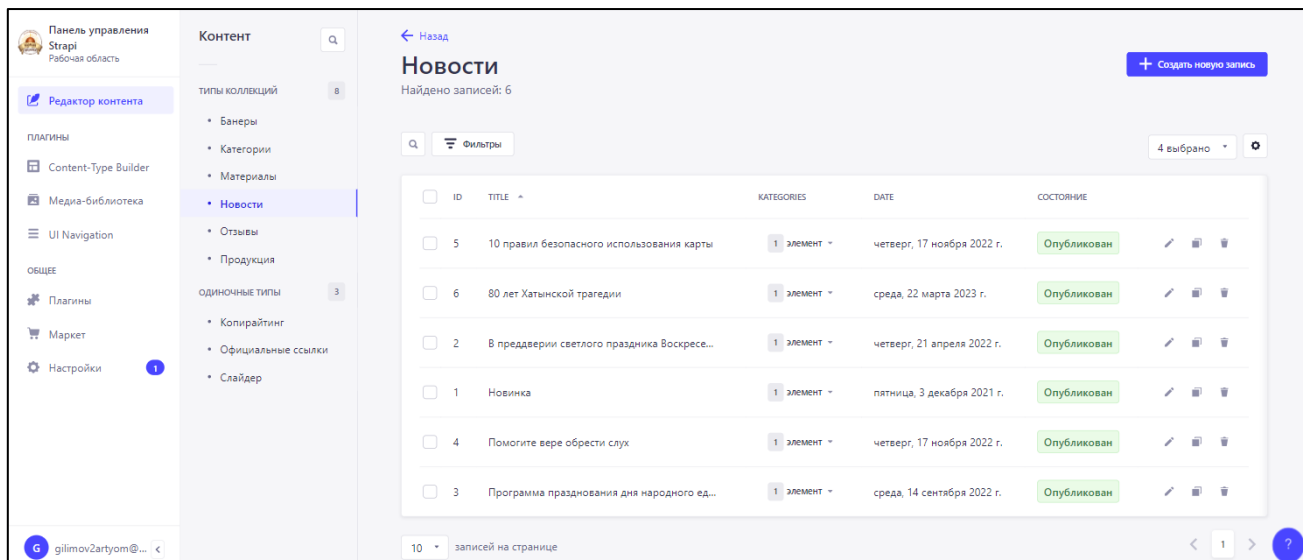 Панель управления
Strapi
Рабочая область
Редактор контента
ПЛАГИНЫ
Content-Type Builder
Медиа-библиотека
UI Navigation
ОБЩЕЕ
Плагины
Маркет
Настройки 1
G gilimov2artyom@...
Контент
ТИПЫ КОЛЛЕКЦИЙ 8
Банеры
Категории
Материалы
Новости
Отзывы
Продукция
ОДИНОЧНЫЕ ТИПЫ 3
Копирайтинг
Официальные ссылки
Слайдер
Назад
Новости
Найдено записей: 6
Создать новую запись
Фильтры
4 выбрано
ID TITLE KATEGORIES DATE СОСТОЯНИЕ
5 10 правил безопасного использования карты 1 элемент четверг, 17 ноября 2022 г. Опубликован
6 80 лет Хатынской трагедии 1 элемент среда, 22 марта 2023 г. Опубликован
2 В преддверии светлого праздника Воскресе... 1 элемент четверг, 21 апреля 2022 г. Опубликован
1 Новинка 1 элемент пятница, 3 декабря 2021 г. Опубликован
4 Помогите вере обрести слух 1 элемент четверг, 17 ноября 2022 г. Опубликован
3 Программа празднования дня народного ед... 1 элемент среда, 14 сентября 2022 г. Опубликован
10 записей на странице
1
?